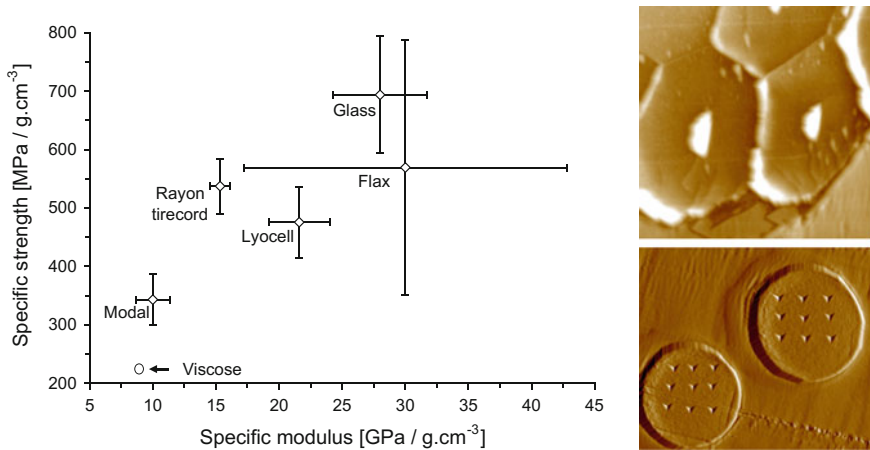 Specific strength [MPa / g.cm⁻³]
800
700
600
500
400
300
200
Glass
Flax
Rayon
tirecord
Lyocell
Modal
Viscose
5
10
15
20
25
30
35
40
45
Specific modulus [GPa / g.cm⁻³]